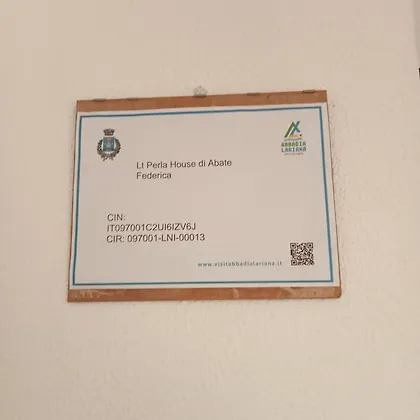 ABBADIA
LARIANA
Lt Perla House di Abate
Federica
CIN:
IT097001C2UI6IZV6J
CIR: 097001-LNI-00013
www.visitabbadialariana.it